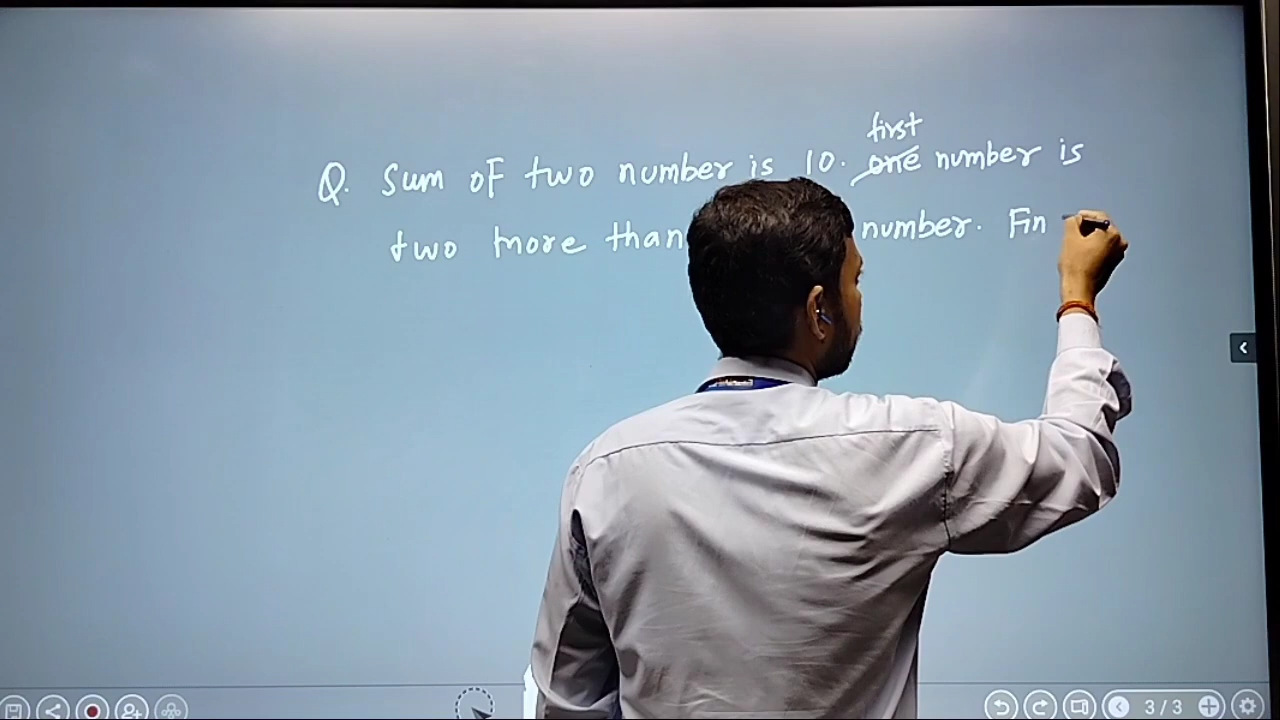 first
Q. Sum of two number is 10. one number is
two more than number. Fin
3/3